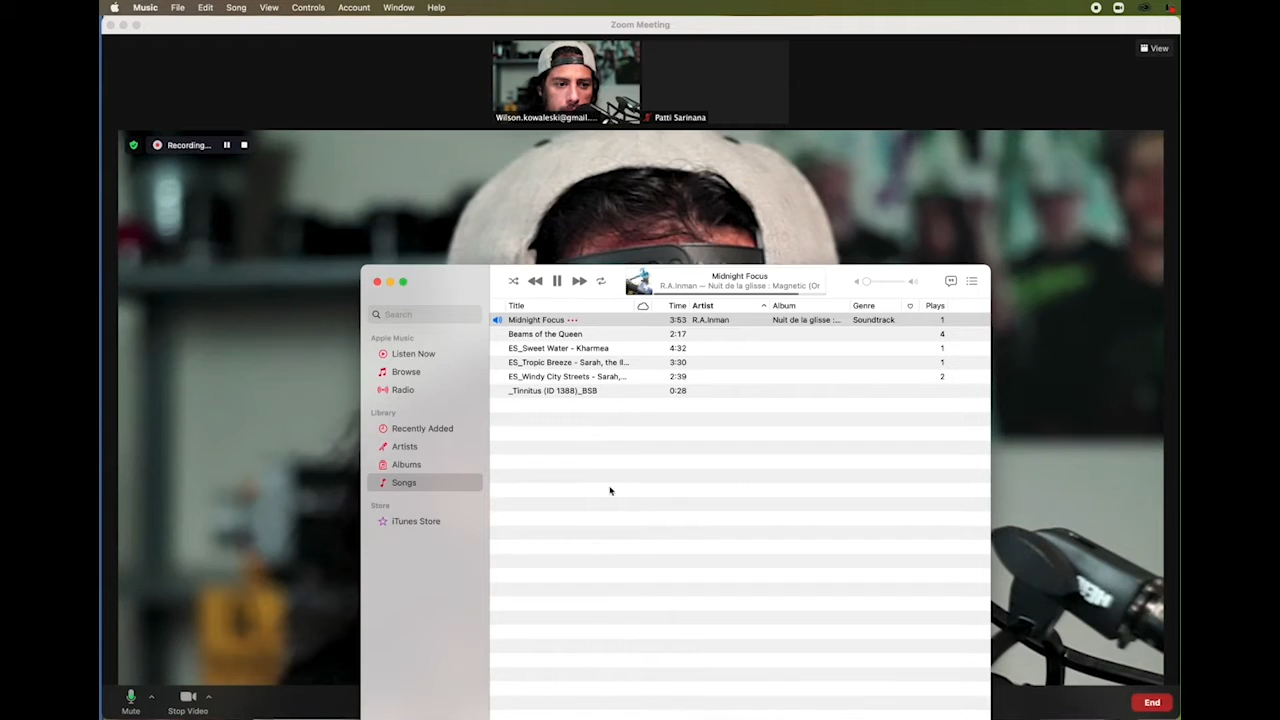 Music File Edit Song View Controls Account Window Help
Zoom Meeting
View
Wilson.kowaleski@gmail....
Patti Sarinana
Recording...
Midnight Focus
R.A.Inman — Nuit de la glisse : Magnetic (Or
Search
Title Time Artist Album Genre Plays
Midnight Focus ••• 3:53 R.A.Inman Nuit de la glisse :... Soundtrack 1
Beams of the Queen 2:17 4
ES_Sweet Water - Kharmea 4:32 1
ES_Tropic Breeze - Sarah, the Il... 3:30 1
ES_Windy City Streets - Sarah,... 2:39 2
_Tinnitus (ID 1388)_BSB 0:28
Apple Music
Listen Now
Browse
Radio
Library
Recently Added
Artists
Albums
Songs
Store
iTunes Store
Mute
Stop Video
End